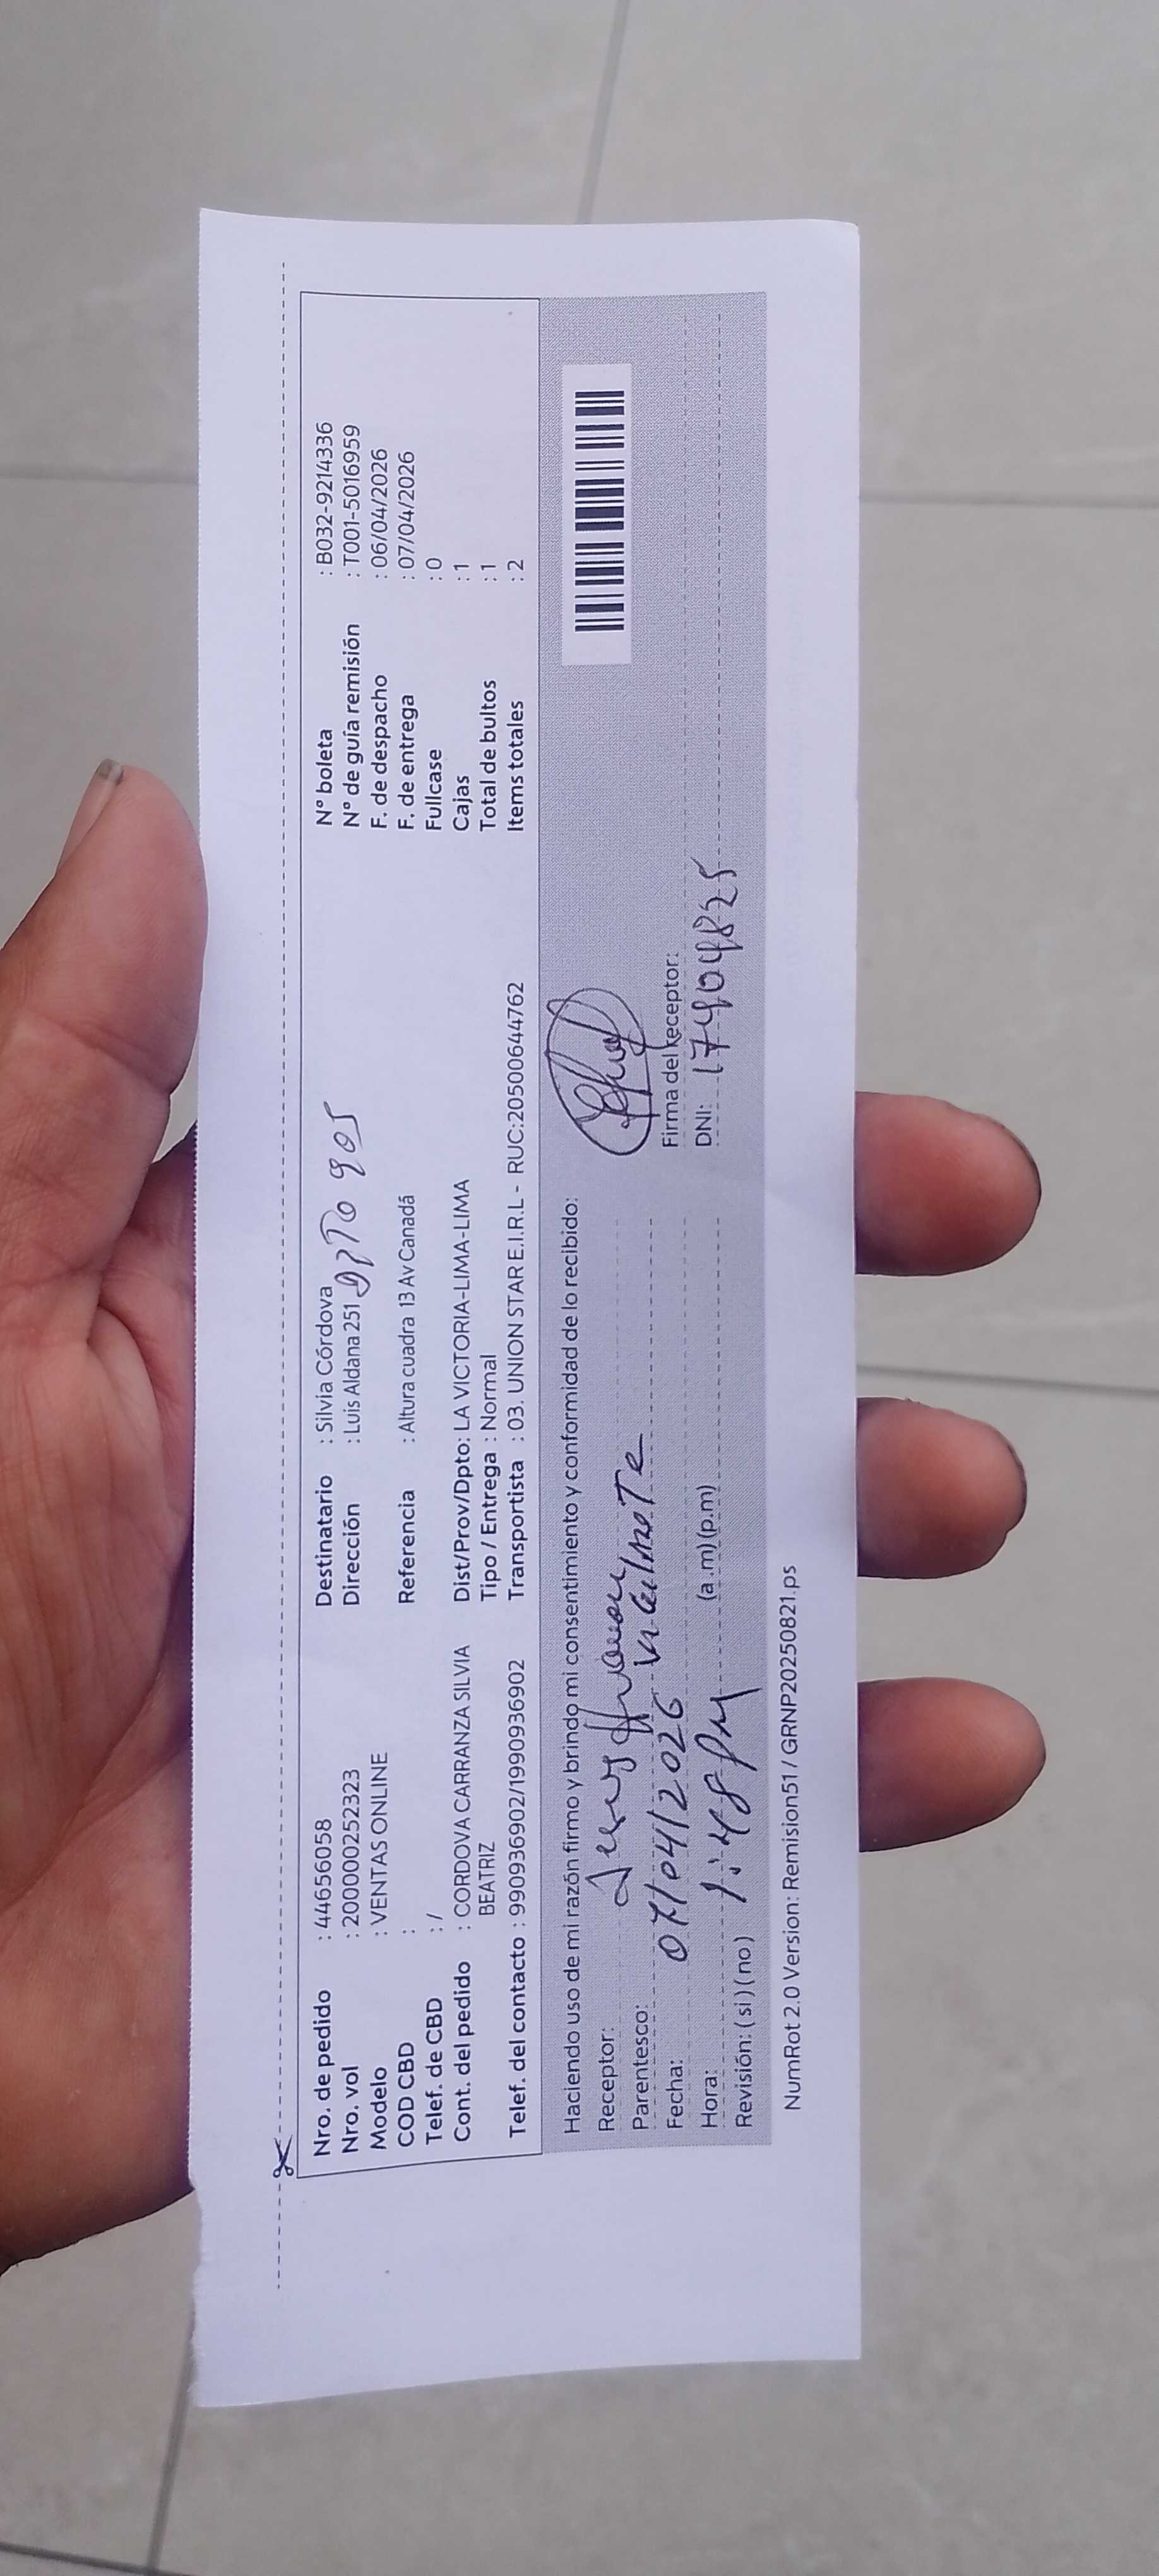 Nro. de pedido : 44656058
Nro. vol : 200000252323
Modelo : VENTAS ONLINE
COD CBD :
Telef. de CBD : /
Cont. del pedido : CORDOVA CARRANZA SILVIA
BEATRIZ
Telef. del contacto : 990936902/1990936902
Destinatario : Silvia Córdova
Dirección : Luis Aldana 251 DPTO 905
Referencia : Altura cuadra 13 Av Canadá
Dist/Prov/Dpto: LA VICTORIA-LIMA-LIMA
Tipo / Entrega : Normal
Transportista : 03. UNION STAR E.I.R.L - RUC:20500644762
N° boleta : B032-9214336
N° de guía remisión : T001-5016959
F. de despacho : 06/04/2026
F. de entrega : 07/04/2026
Fullcase : 0
Cajas : 1
Total de bultos : 1
Items totales : 2
Haciendo uso de mi razón firmo y brindo mi consentimiento y conformidad de lo recibido:
Receptor:
Parentesco:
Fecha: 07/04/2026
Hora: 1:48 PM (a.m) (p.m)
Revisión: ( si ) ( no )
Firma del receptor:
DNI: 17404825
NumRot 2.0 Version: Remision51 / GRNP20250821.ps